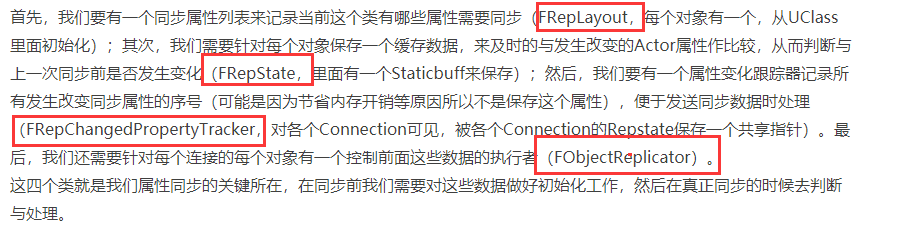 首先，我们要有一个同步属性列表来记录当前这个类有哪些属性需要同步（FRepLayout，每个对象有一个，从UClass
里面初始化）；其次，我们需要针对每个对象保存一个缓存数据，来及时的与发生改变的Actor属性作比较，从而判断与
上一次同步前是否发生变化（FRepState，里面有一个Staticbuff来保存）；然后，我们要有一个属性变化跟踪器记录所
有发生改变同步属性的序号（可能是因为节省内存开销等原因所以不是保存这个属性），便于发送同步数据时处理
（FRepChangedPropertyTracker，对各个Connection可见，被各个Connection的Repstate保存一个共享指针）。最
后，我们还需要针对每个连接的每个对象有一个控制前面这些数据的执行者（FObjectReplicator）。
这四个类就是我们属性同步的关键所在，在同步前我们需要对这些数据做好初始化工作，然后在真正同步的时候去判断
与处理。